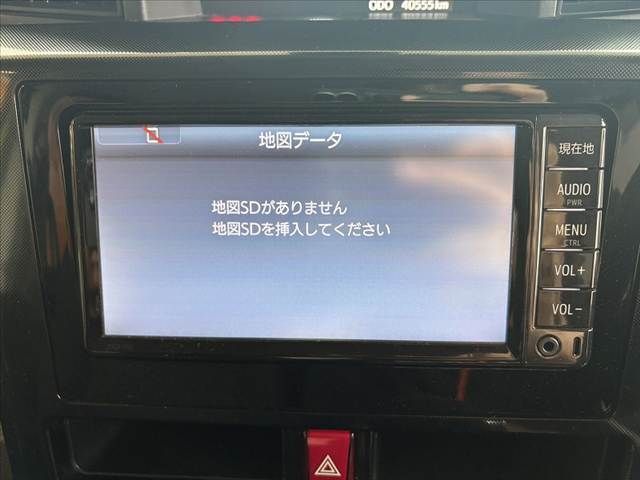 ODO 40555km
地図データ
地図SDがありません
地図SDを挿入してください
現在地
AUDIO
PWR
MENU
CTRL
VOL+
VOL-